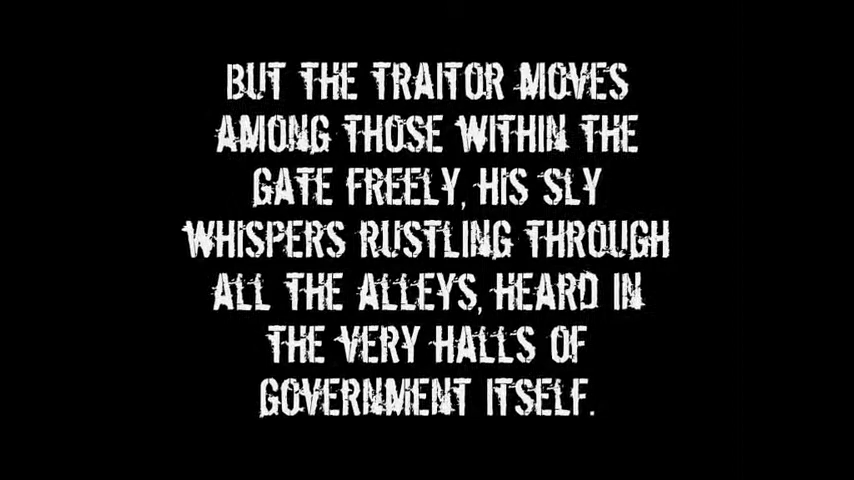 BUT THE TRAITOR MOVES
AMONG THOSE WITHIN THE
GATE FREELY, HIS SLY
WHISPERS RUSTLING THROUGH
ALL THE ALLEYS, HEARD IN
THE VERY HALLS OF
GOVERNMENT ITSELF.